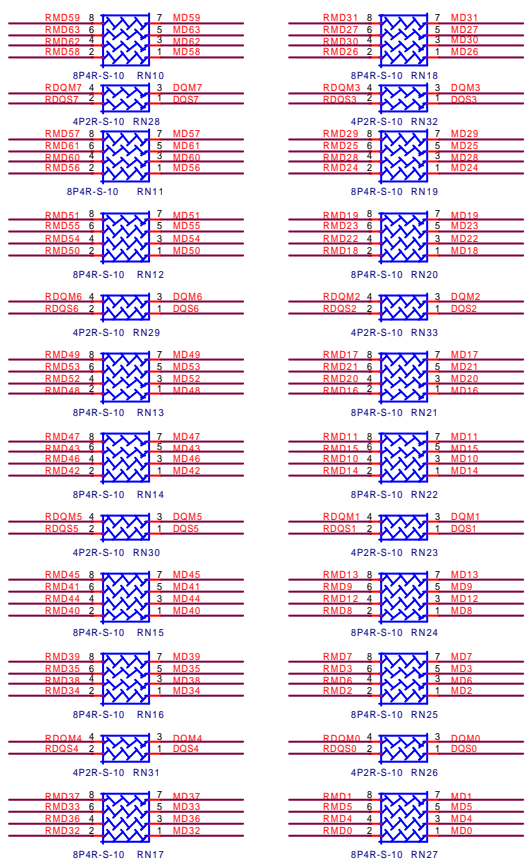 RMD59 8 7 MD59
RMD63 6 5 MD63
RMD62 4 3 MD62
RMD58 2 1 MD58
8P4R-S-10 RN10
RDQM7 4 3 DQM7
RDQS7 2 1 DQS7
4P2R-S-10 RN28
RMD57 8 7 MD57
RMD61 6 5 MD61
RMD60 4 3 MD60
RMD56 2 1 MD56
8P4R-S-10 RN11
RMD51 8 7 MD51
RMD55 6 5 MD55
RMD54 4 3 MD54
RMD50 2 1 MD50
8P4R-S-10 RN12
RDQM6 4 3 DQM6
RDQS6 2 1 DQS6
4P2R-S-10 RN29
RMD49 8 7 MD49
RMD53 6 5 MD53
RMD52 4 3 MD52
RMD48 2 1 MD48
8P4R-S-10 RN13
RMD47 8 7 MD47
RMD43 6 5 MD43
RMD46 4 3 MD46
RMD42 2 1 MD42
8P4R-S-10 RN14
RDQM5 4 3 DQM5
RDQS5 2 1 DQS5
4P2R-S-10 RN30
RMD45 8 7 MD45
RMD41 6 5 MD41
RMD44 4 3 MD44
RMD40 2 1 MD40
8P4R-S-10 RN15
RMD39 8 7 MD39
RMD35 6 5 MD35
RMD38 4 3 MD38
RMD34 2 1 MD34
8P4R-S-10 RN16
RDQM4 4 3 DQM4
RDQS4 2 1 DQS4
4P2R-S-10 RN31
RMD37 8 7 MD37
RMD33 6 5 MD33
RMD36 4 3 MD36
RMD32 2 1 MD32
8P4R-S-10 RN17
RMD31 8 7 MD31
RMD27 6 5 MD27
RMD30 4 3 MD30
RMD26 2 1 MD26
8P4R-S-10 RN18
RDQM3 4 3 DQM3
RDQS3 2 1 DQS3
4P2R-S-10 RN32
RMD29 8 7 MD29
RMD25 6 5 MD25
RMD28 4 3 MD28
RMD24 2 1 MD24
8P4R-S-10 RN19
RMD19 8 7 MD19
RMD23 6 5 MD23
RMD22 4 3 MD22
RMD18 2 1 MD18
8P4R-S-10 RN20
RDQM2 4 3 DQM2
RDQS2 2 1 DQS2
4P2R-S-10 RN33
RMD17 8 7 MD17
RMD21 6 5 MD21
RMD20 4 3 MD20
RMD16 2 1 MD16
8P4R-S-10 RN21
RMD11 8 7 MD11
RMD15 6 5 MD15
RMD10 4 3 MD10
RMD14 2 1 MD14
8P4R-S-10 RN22
RDQM1 4 3 DQM1
RDQS1 2 1 DQS1
4P2R-S-10 RN23
RMD13 8 7 MD13
RMD9 6 5 MD9
RMD12 4 3 MD12
RMD8 2 1 MD8
8P4R-S-10 RN24
RMD7 8 7 MD7
RMD3 6 5 MD3
RMD6 4 3 MD6
RMD2 2 1 MD2
8P4R-S-10 RN25
RDQM0 4 3 DQM0
RDQS0 2 1 DQS0
4P2R-S-10 RN26
RMD1 8 7 MD1
RMD5 6 5 MD5
RMD4 4 3 MD4
RMD0 2 1 MD0
8P4R-S-10 RN27